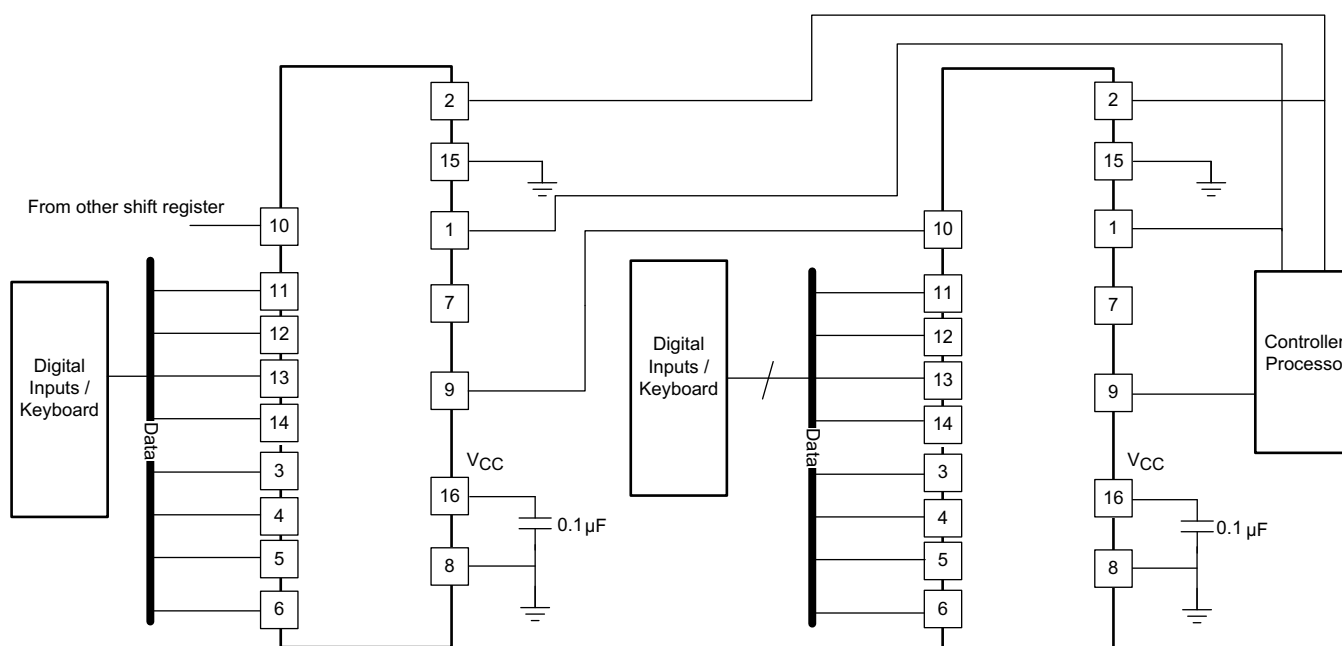 2
15
From other shift register
10
1
11
12
13
14
3
4
5
6
7
9
VCC
16
0.1 µF
8
Digital
Inputs /
Keyboard
Data
2
15
10
1
11
12
13
14
3
4
5
6
7
9
VCC
16
0.1 µF
8
Digital
Inputs /
Keyboard
Data
Controller
Processo